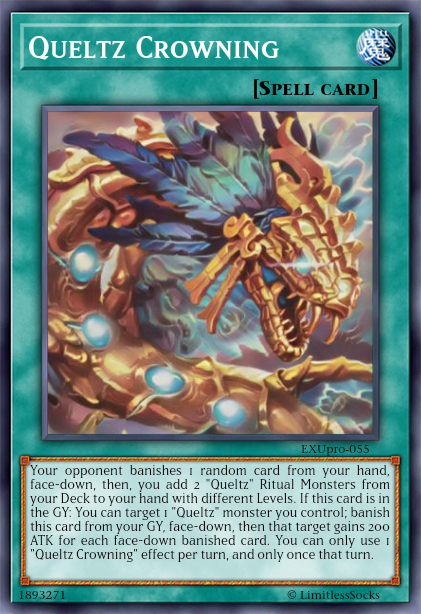 Queltz Crowning
魔
[Spell card]
EXUpro-055
Your opponent banishes 1 random card from your hand,
face-down, then, you add 2 "Queltz" Ritual Monsters from
your Deck to your hand with different Levels. If this card is in
the GY: You can target 1 "Queltz" monster you control; banish
this card from your GY, face-down, then that target gains 200
ATK for each face-down banished card. You can only use 1
"Queltz Crowning" effect per turn, and only once that turn.
1893271
© LimitlessSocks